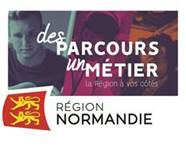 des
PARCOURS
un MÉTIER
la Région à vos côtés
RÉGION
NORMANDIE